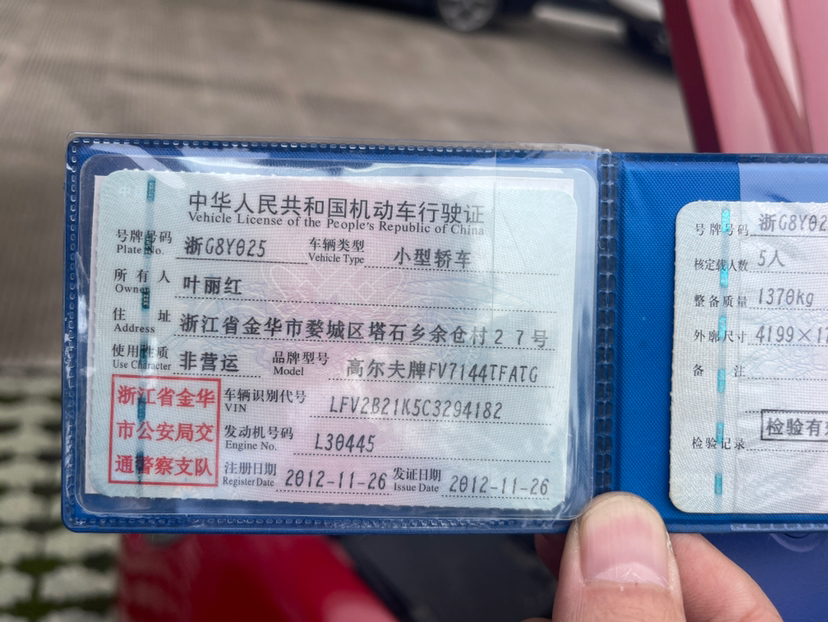 中华人民共和国机动车行驶证
Vehicle License of the People's Republic of China
号牌号码 浙G8Y025 车辆类型 小型轿车
Plate No. Vehicle Type
所有人 叶丽红
Owner
住址 浙江省金华市婺城区塔石乡余仓村27号
Address
使用性质 非营运 品牌型号 高尔夫牌FV7144TFATG
Use Character Model
浙江省金华
市公安局交
通警察支队
车辆识别代号 LFV2B21K5C3294182
VIN
发动机号码 L30445
Engine No.
注册日期 2012-11-26 发证日期 2012-11-26
Register Date Issue Date
号牌号码 浙G8Y02
核定载人数 5人
整备质量 1370kg
外廓尺寸 4199×17
备注
检验有
检验记录